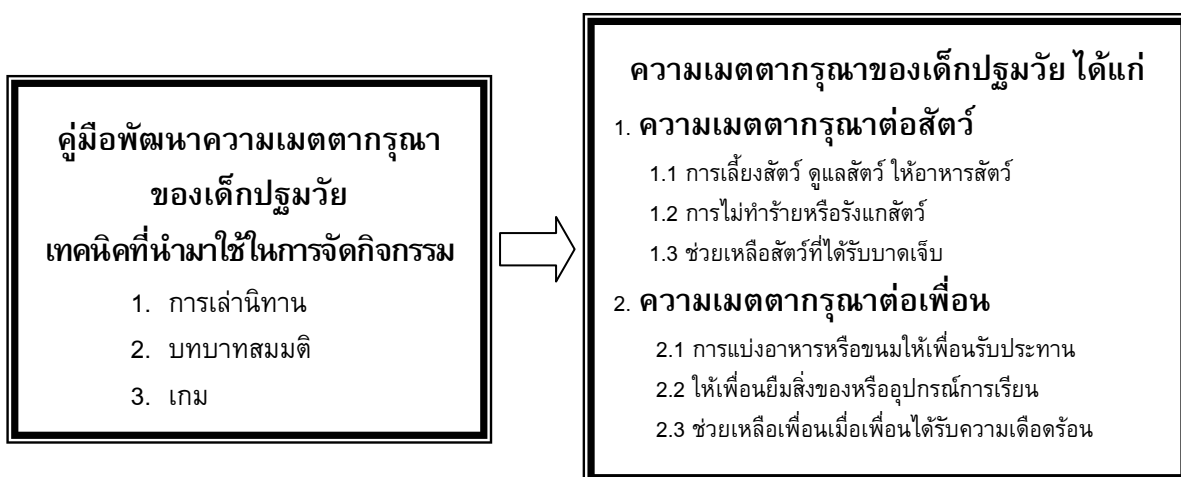 คู่มือพัฒนาความเมตตากรุณา
ของเด็กปฐมวัย
เทคนิคที่นำมาใช้ในการจัดกิจกรรม
1. การเล่านิทาน
2. บทบาทสมมติ
3. เกม
ความเมตตากรุณาของเด็กปฐมวัย ได้แก่
1. ความเมตตากรุณาต่อสัตว์
1.1 การเลี้ยงสัตว์ ดูแลสัตว์ ให้อาหารสัตว์
1.2 การไม่ทำร้ายหรือรังแกสัตว์
1.3 ช่วยเหลือสัตว์ที่ได้รับบาดเจ็บ
2. ความเมตตากรุณาต่อเพื่อน
2.1 การแบ่งอาหารหรือขนมให้เพื่อนรับประทาน
2.2 ให้เพื่อนยืมสิ่งของหรืออุปกรณ์การเรียน
2.3 ช่วยเหลือเพื่อนเมื่อเพื่อนได้รับความเดือดร้อน